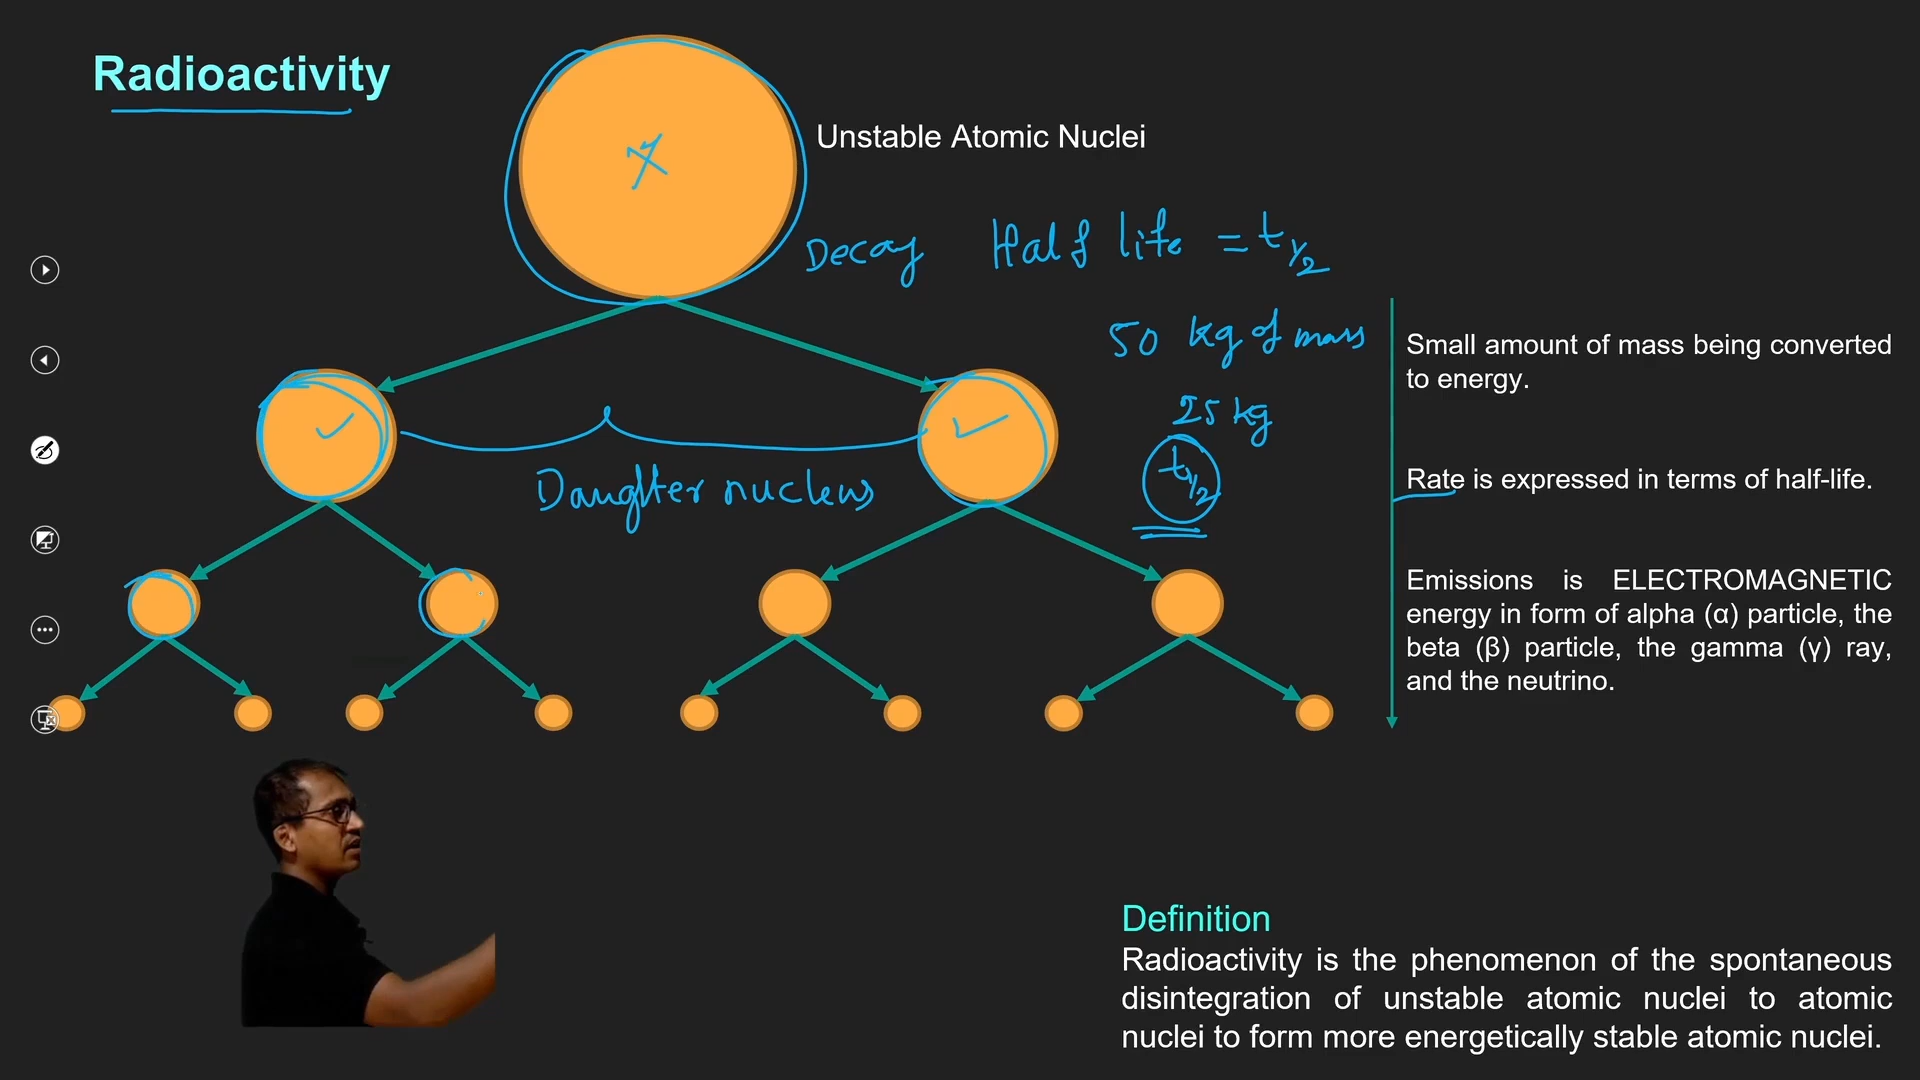 Radioactivity
Unstable Atomic Nuclei
Decay Half life = t1/2
50 kg of mass
25 kg
t1/2
Daughter nucleus
Small amount of mass being converted
to energy.
Rate is expressed in terms of half-life.
Emissions is ELECTROMAGNETIC
energy in form of alpha (α) particle, the
beta (β) particle, the gamma (γ) ray,
and the neutrino.
Definition
Radioactivity is the phenomenon of the spontaneous
disintegration of unstable atomic nuclei to atomic
nuclei to form more energetically stable atomic nuclei.